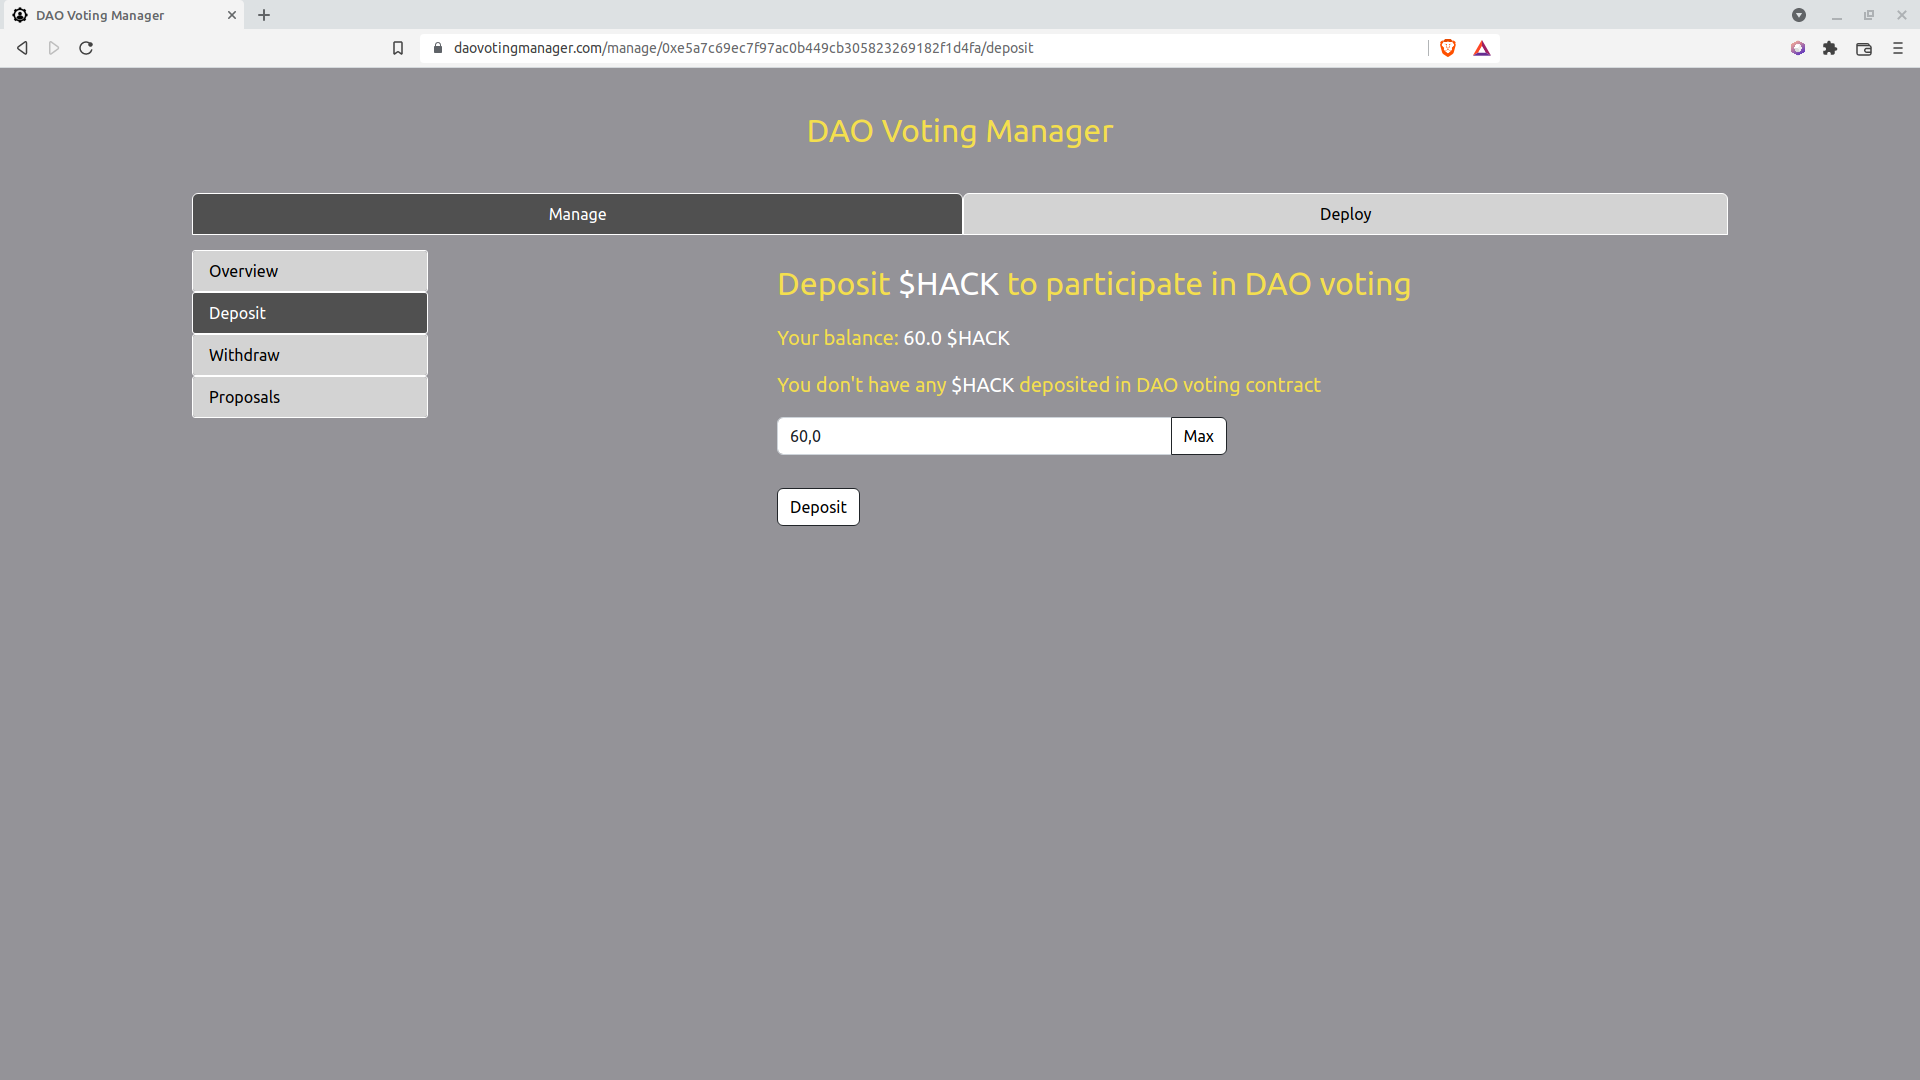 DAO Voting Manager
daovotingmanager.com/manage/0xe5a7c69ec7f97ac0b449cb305823269182f1d4fa/deposit
DAO Voting Manager
Manage
Deploy
Overview
Deposit
Withdraw
Proposals
Deposit $HACK to participate in DAO voting
Your balance: 60.0 $HACK
You don't have any $HACK deposited in DAO voting contract
60,0
Max
Deposit